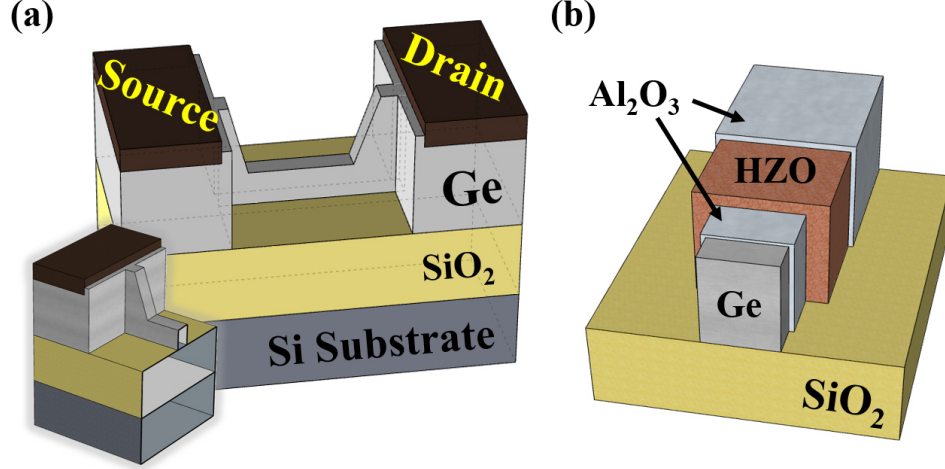 (a)
Source
Drain
Ge
SiO₂
Si Substrate
(b)
Al₂O₃
HZO
Ge
SiO₂